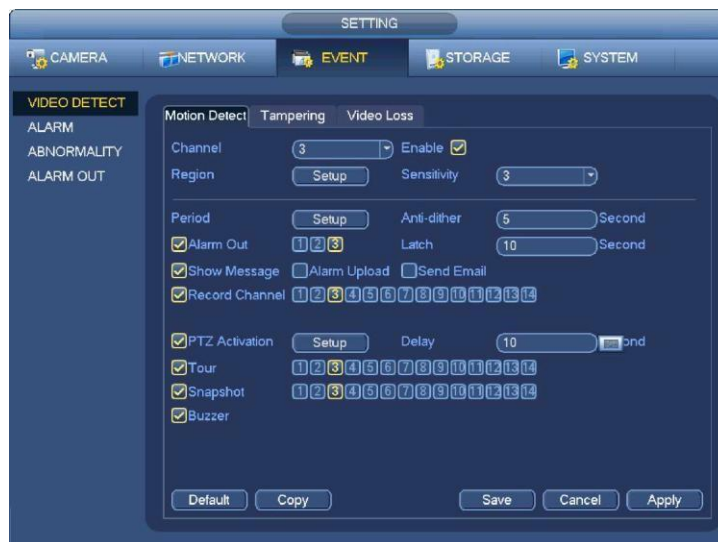 SETTING
CAMERA NETWORK EVENT STORAGE SYSTEM
VIDEO DETECT
ALARM
ABNORMALITY
ALARM OUT
Motion Detect Tampering Video Loss
Channel 3 Enable
Region Setup Sensitivity 3
Period Setup Anti-dither 5 Second
Alarm Out 1 2 3 Latch 10 Second
Show Message Alarm Upload Send Email
Record Channel 1 2 3 4 5 6 7 8 9 10 11 12 13 14
PTZ Activation Setup Delay 10 ond
Tour 1 2 3 4 5 6 7 8 9 10 11 12 13 14
Snapshot 1 2 3 4 5 6 7 8 9 10 11 12 13 14
Buzzer
Default Copy Save Cancel Apply